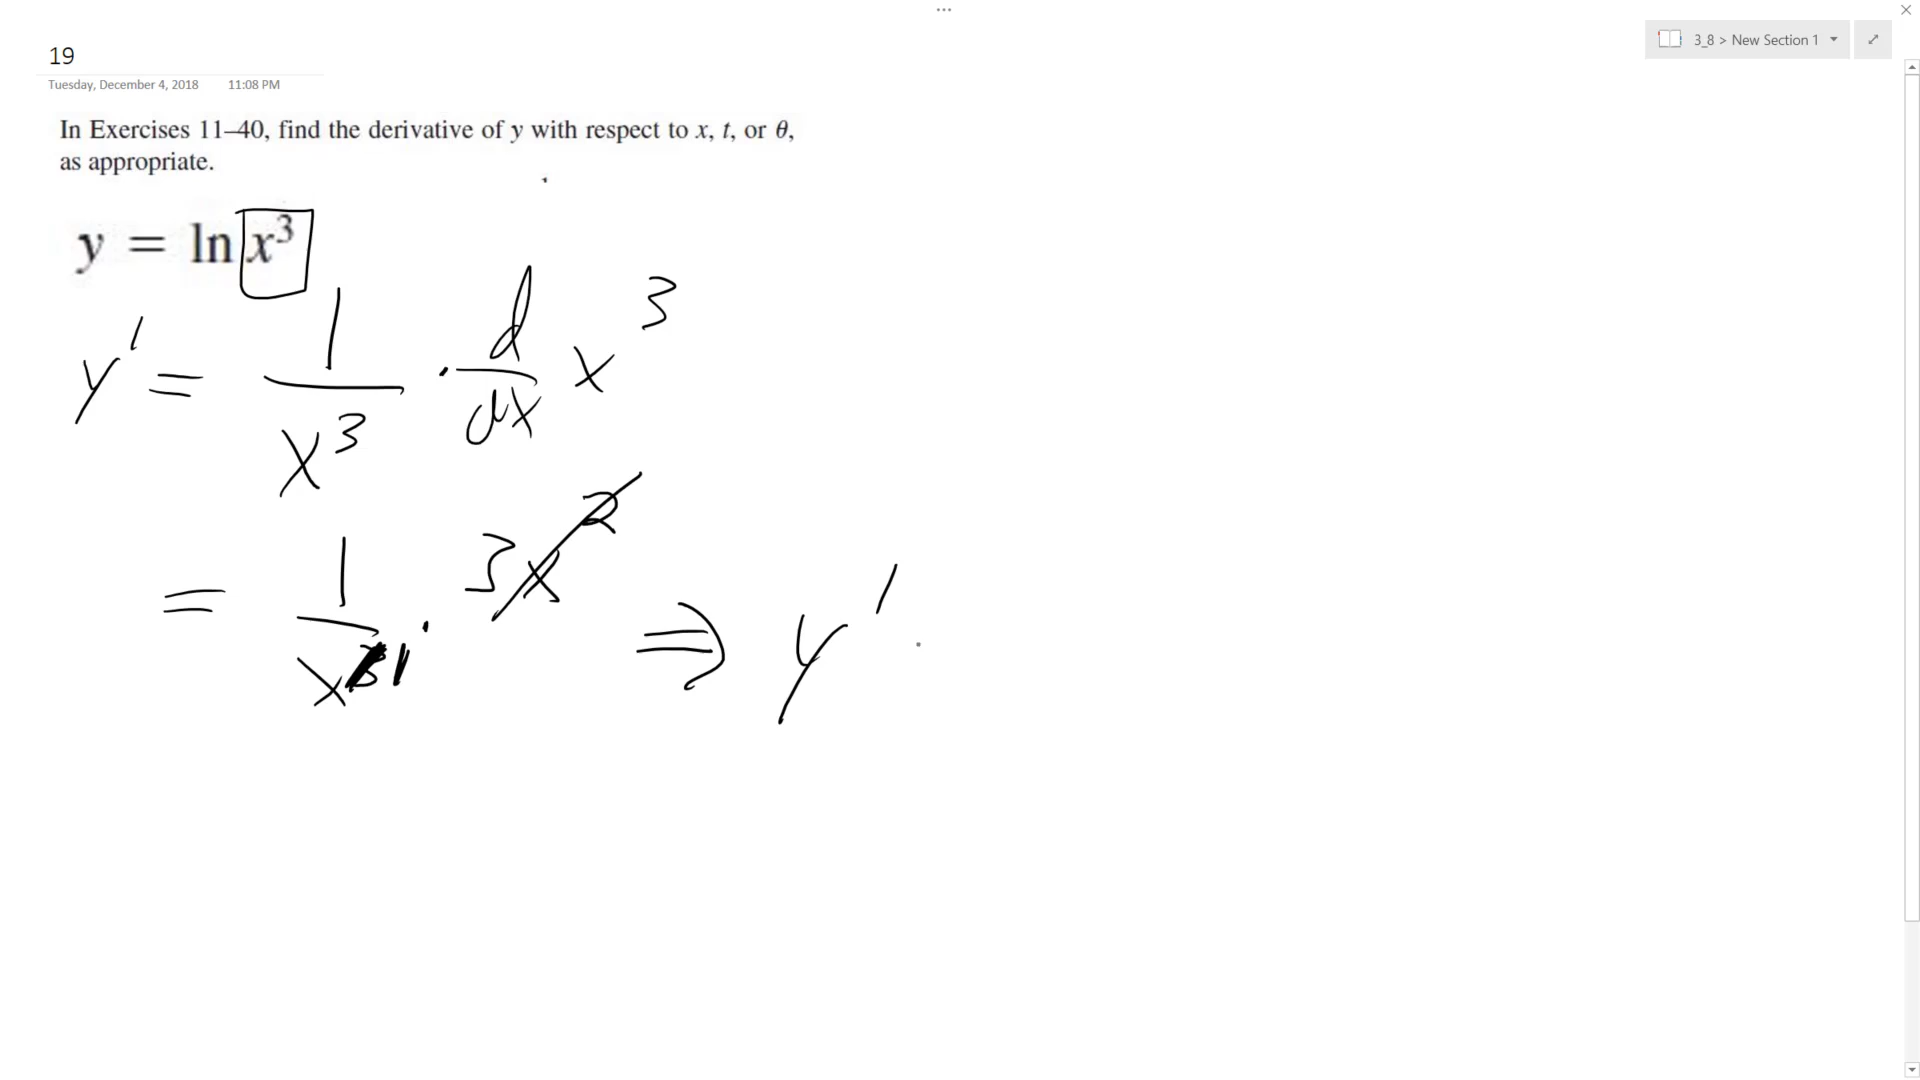 ...
3_8 > New Section 1
19
Tuesday, December 4, 2018 11:08 PM
In Exercises 11–40, find the derivative of y with respect to x, t, or θ,
as appropriate.
y = ln x³
y' = 1/x³ · d/dx x³
= 1/x³ 1 · 3x² ⇒ y'